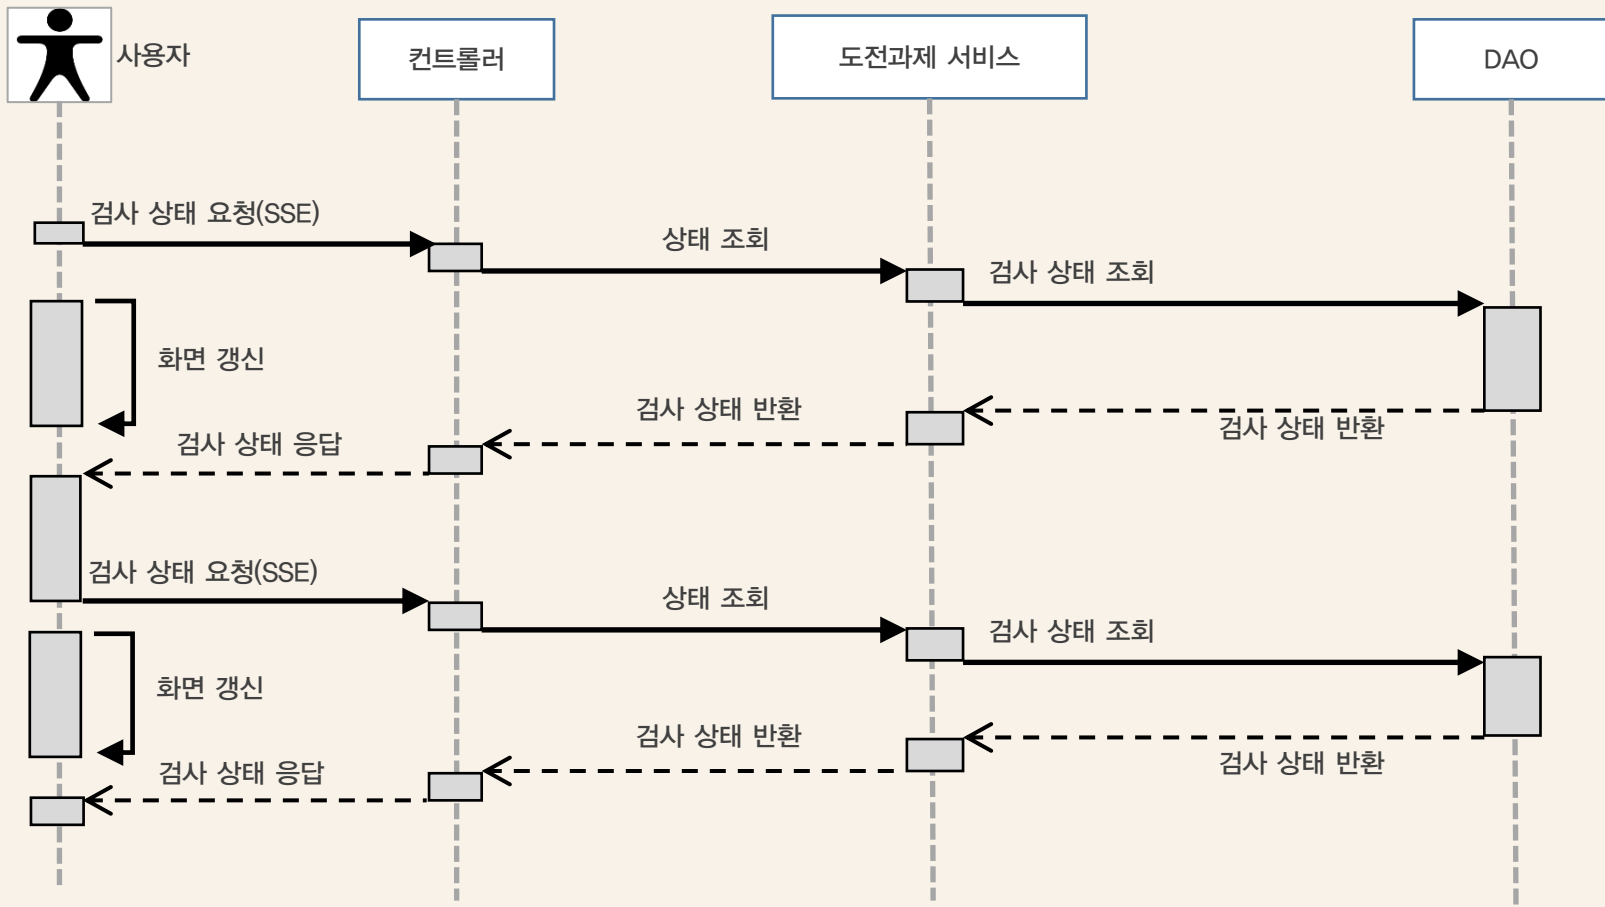 사용자
컨트롤러
도전과제 서비스
DAO
검사 상태 요청(SSE)
상태 조회
검사 상태 조회
화면 갱신
검사 상태 반환
검사 상태 반환
검사 상태 응답
검사 상태 요청(SSE)
상태 조회
검사 상태 조회
화면 갱신
검사 상태 반환
검사 상태 반환
검사 상태 응답